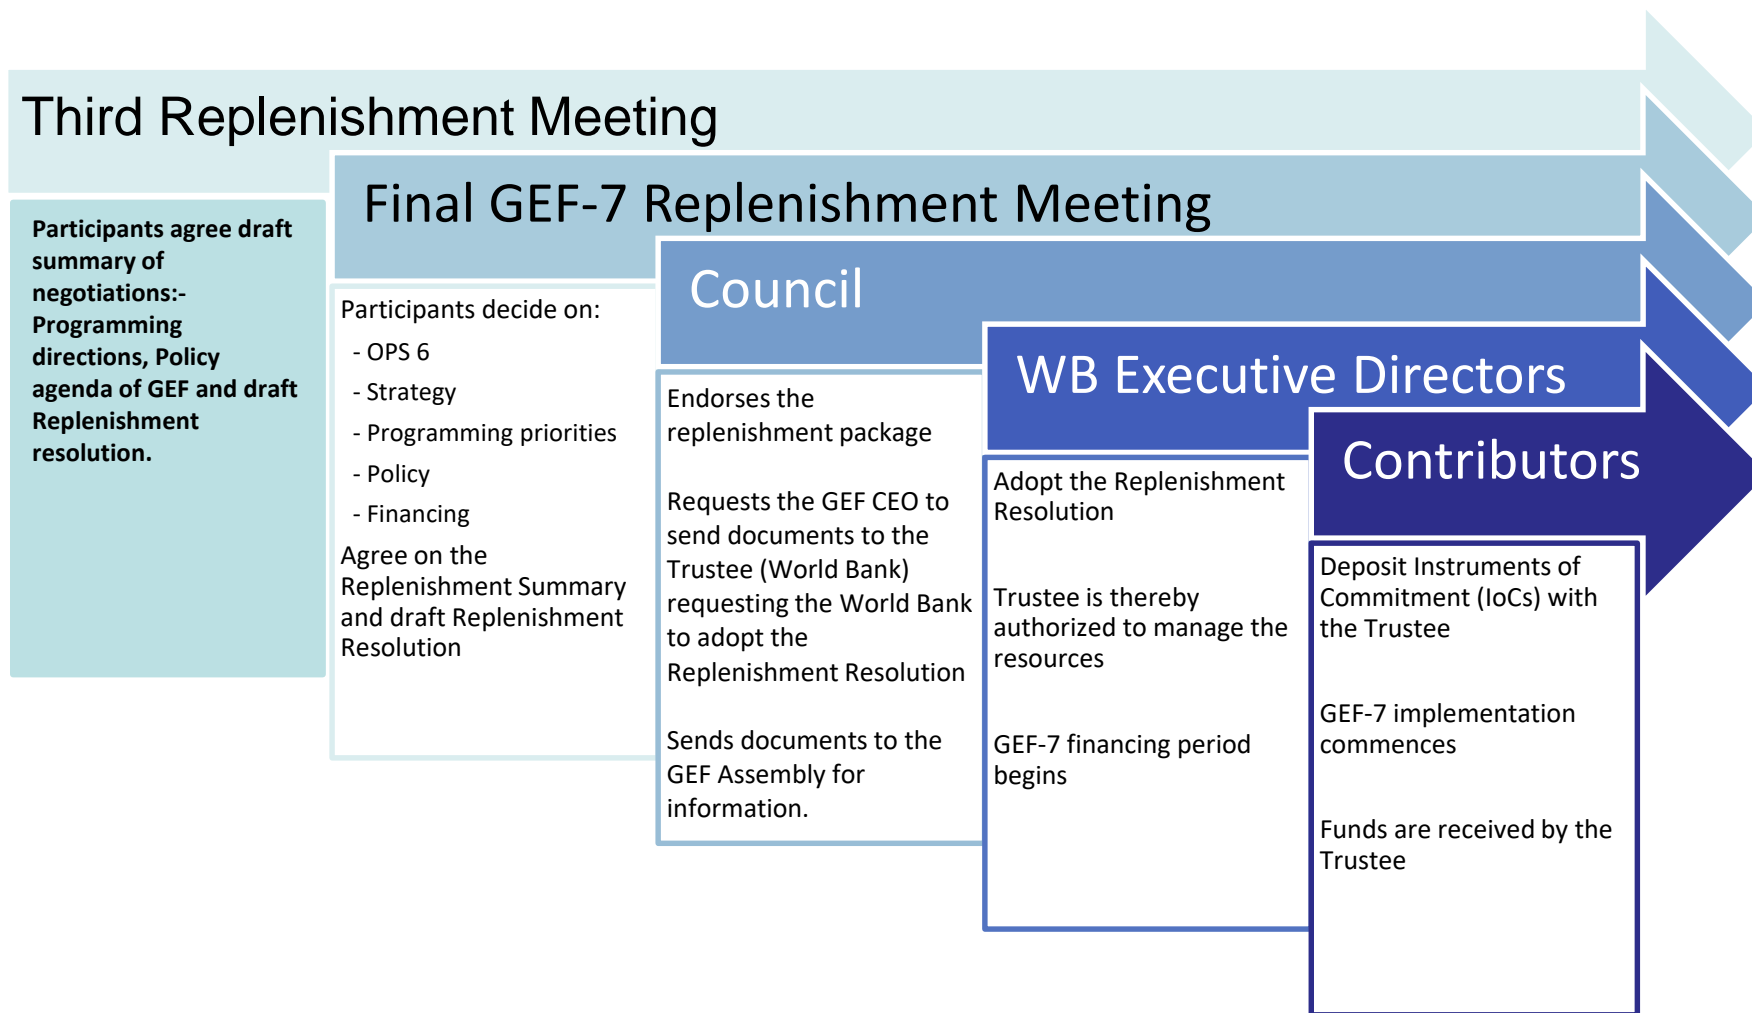 Third Replenishment Meeting
Participants agree draft
summary of
negotiations:-
Programming
directions, Policy
agenda of GEF and draft
Replenishment
resolution.
Final GEF-7 Replenishment Meeting
Participants decide on:
- OPS 6
- Strategy
- Programming priorities
- Policy
- Financing
Agree on the
Replenishment Summary
and draft Replenishment
Resolution
Council
Endorses the
replenishment package
Requests the GEF CEO to
send documents to the
Trustee (World Bank)
requesting the World Bank
to adopt the
Replenishment Resolution
Sends documents to the
GEF Assembly for
information.
WB Executive Directors
Adopt the Replenishment
Resolution
Trustee is thereby
authorized to manage the
resources
GEF-7 financing period
begins
Contributors
Deposit Instruments of
Commitment (IoCs) with
the Trustee
GEF-7 implementation
commences
Funds are received by the
Trustee